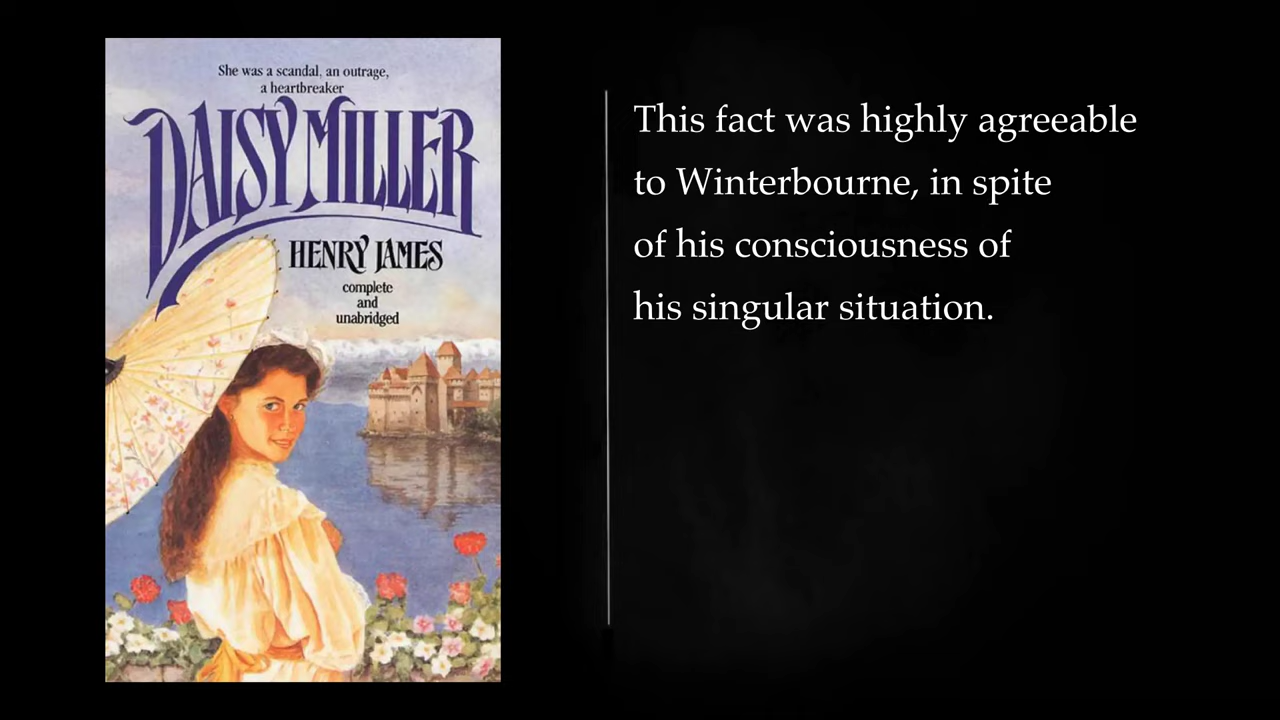 She was a scandal, an outrage,
a heartbreaker
DAISY MILLER
HENRY JAMES
complete
and
unabridged
This fact was highly agreeable
to Winterbourne, in spite
of his consciousness of
his singular situation.